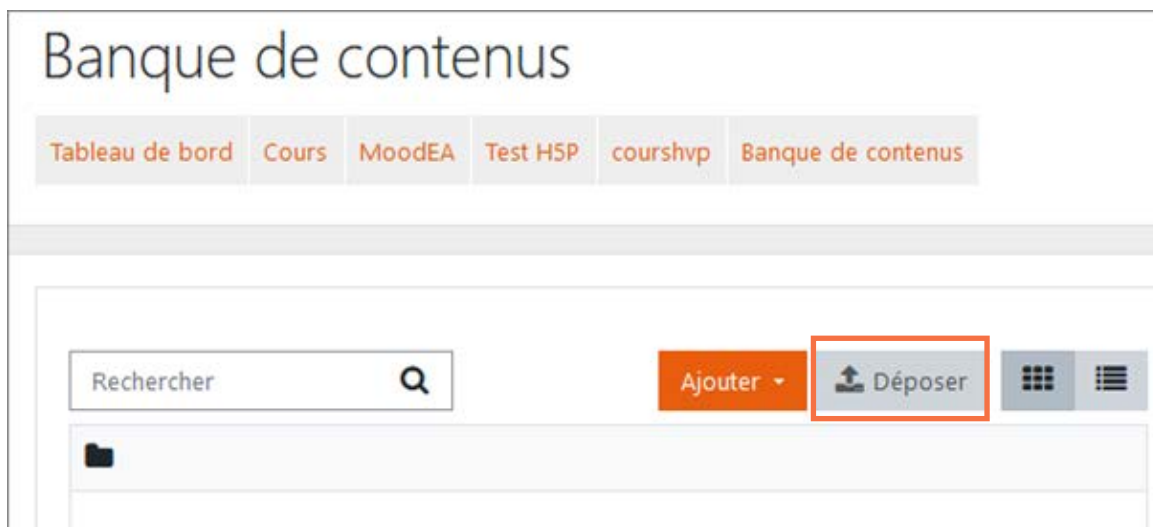 Banque de contenus
Tableau de bord Cours MoodEA Test H5P courshvp Banque de contenus
Rechercher Ajouter Déposer